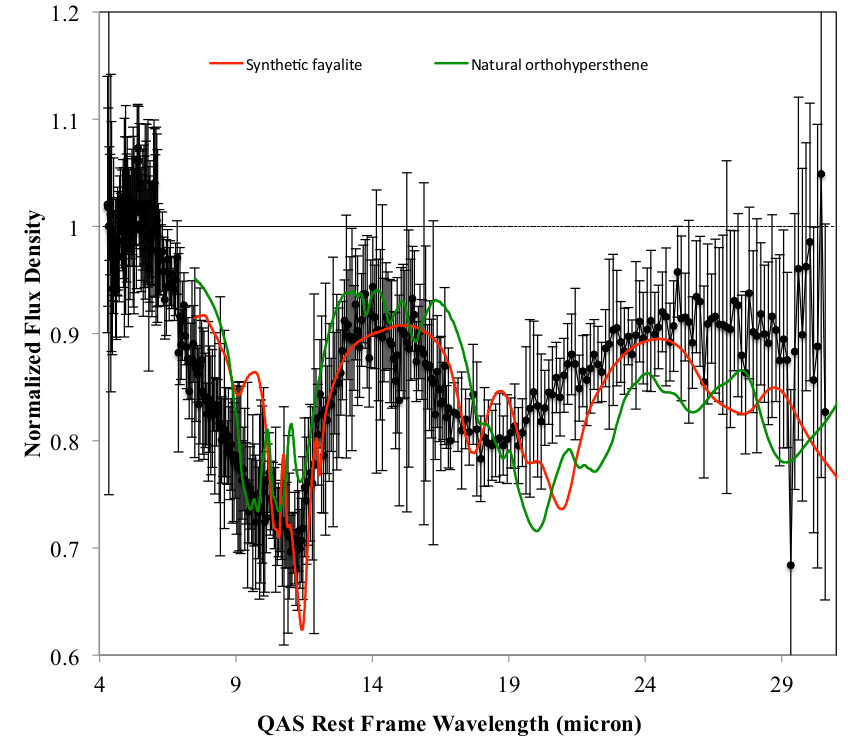 1.2
Synthetic fayalite Natural orthohypersthene
1.1
1
0.9
0.8
0.7
0.6
Normalized Flux Density
4 9 14 19 24 29
QAS Rest Frame Wavelength (micron)